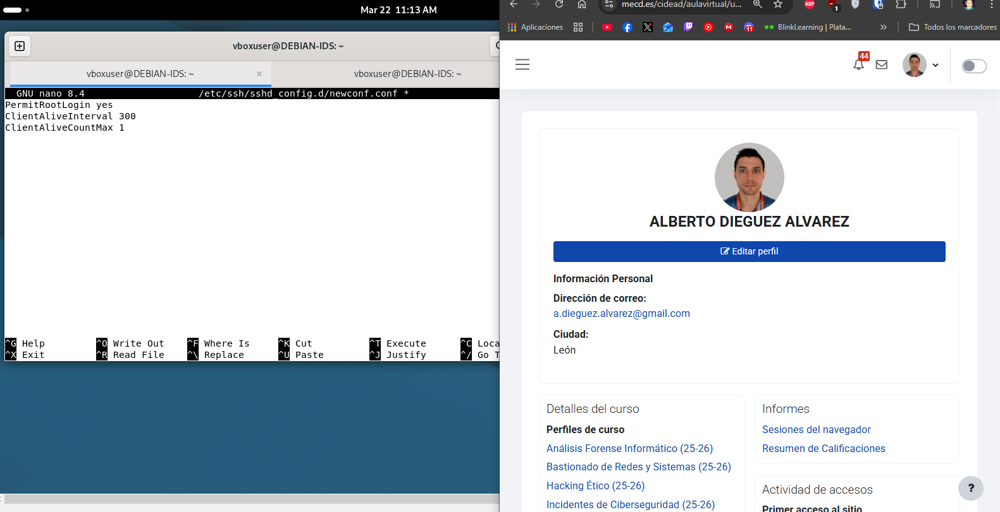 Mar 22 11:13 AM
vboxuser@DEBIAN-IDS: ~
vboxuser@DEBIAN-IDS: ~ ×
vboxuser@DEBIAN-IDS: ~
GNU nano 8.4 /etc/ssh/sshd_config.d/newconf.conf *
PermitRootLogin yes
ClientAliveInterval 300
ClientAliveCountMax 1
^G Help ^O Write Out ^F Where Is ^K Cut ^T Execute ^C Loca
^X Exit ^R Read File ^\ Replace ^U Paste ^J Justify ^/ Go T
mecd.es/cidead/aulavirtual/u...
ABP
1
Aplicaciones
11
BlinkLearning | Plata...
»
Todos los marcadores
44
ALBERTO DIEGUEZ ALVAREZ
Editar perfil
Información Personal
Dirección de correo:
a.dieguez.alvarez@gmail.com
Ciudad:
León
Detalles del curso
Perfiles de curso
Análisis Forense Informático (25-26)
Bastionado de Redes y Sistemas (25-26)
Hacking Ético (25-26)
Incidentes de Ciberseguridad (25-26)
Informes
Sesiones del navegador
Resumen de Calificaciones
Actividad de accesos
Primer acceso al sitio
?